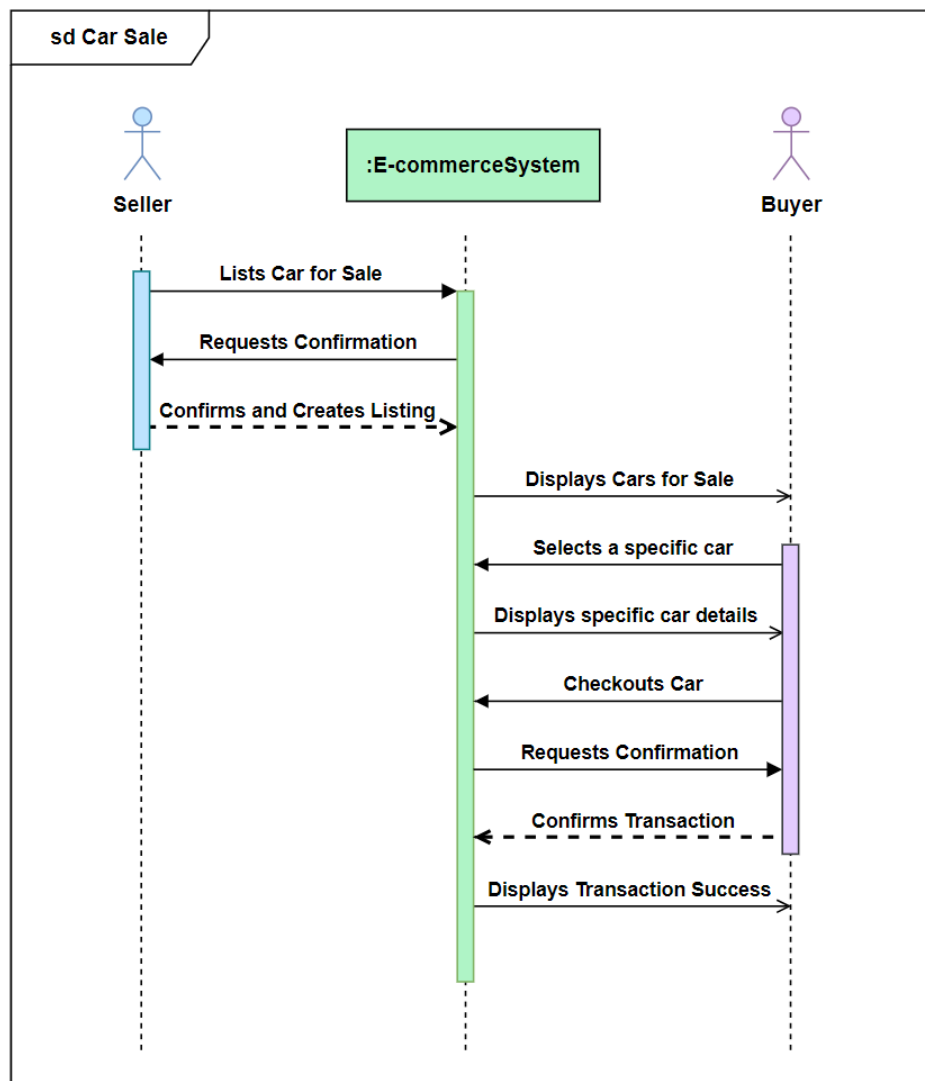 sd Car Sale
:E-commerceSystem
Seller
Buyer
Lists Car for Sale
Requests Confirmation
Confirms and Creates Listing
Displays Cars for Sale
Selects a specific car
Displays specific car details
Checkouts Car
Requests Confirmation
Confirms Transaction
Displays Transaction Success